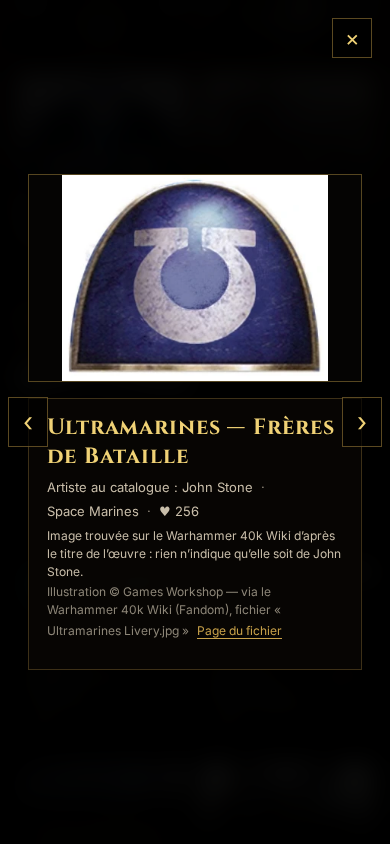 ×
‹
›
Ultramarines — Frères
de Bataille
Artiste au catalogue : John Stone ·
Space Marines · ♥ 256
Image trouvée sur le Warhammer 40k Wiki d’après
le titre de l’œuvre : rien n’indique qu’elle soit de John
Stone.
Illustration © Games Workshop — via le
Warhammer 40k Wiki (Fandom), fichier «
Ultramarines Livery.jpg » Page du fichier